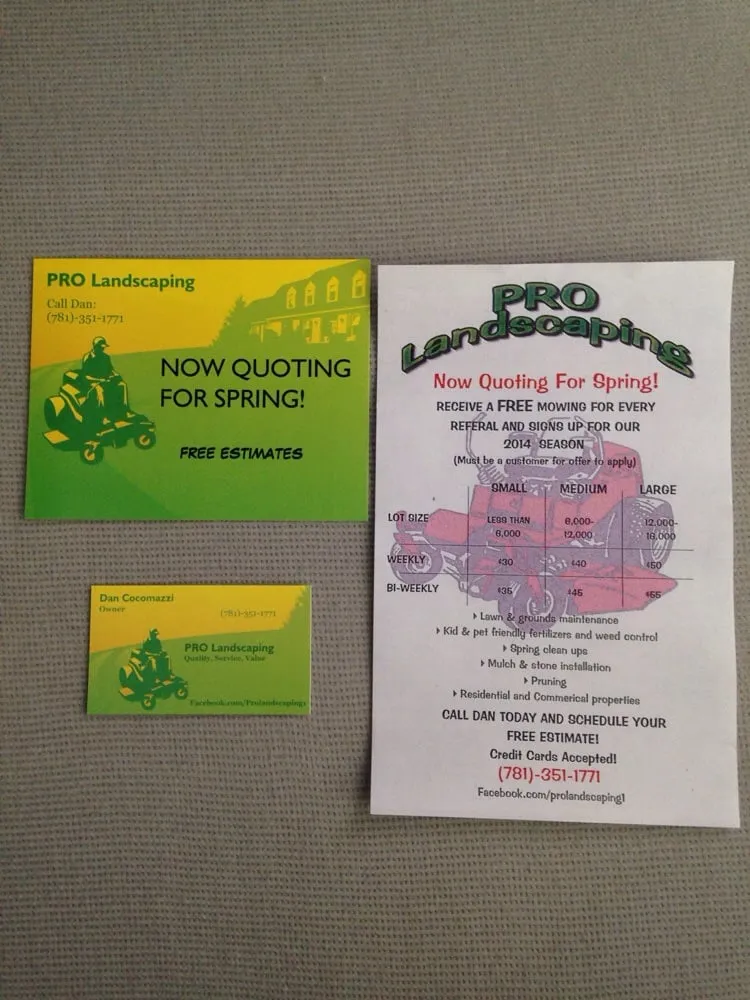 PRO Landscaping
Call Dan:
(781)-351-1771
NOW QUOTING
FOR SPRING!
FREE ESTIMATES
Dan Cocomazzi
Owner
(781)-351-1771
PRO Landscaping
Quality, Service, Value
Facebook.com/Prolandscaping1
PRO
Landscaping
Now Quoting For Spring!
RECEIVE A FREE MOWING FOR EVERY
REFERAL AND SIGNS UP FOR OUR
2014 SEASON
(Must be a customer for offer to apply)
SMALL MEDIUM LARGE
LOT SIZE LESS THAN 6,000 6,000-12,000 12,000-18,000
WEEKLY $30 $40 $50
BI-WEEKLY $35 $45 $55
Lawn & grounds maintenance
Kid & pet friendly fertilizers and weed control
Spring clean ups
Mulch & stone installation
Pruning
Residential and Commerical properties
CALL DAN TODAY AND SCHEDULE YOUR
FREE ESTIMATE!
Credit Cards Accepted!
(781)-351-1771
Facebook.com/prolandscaping1